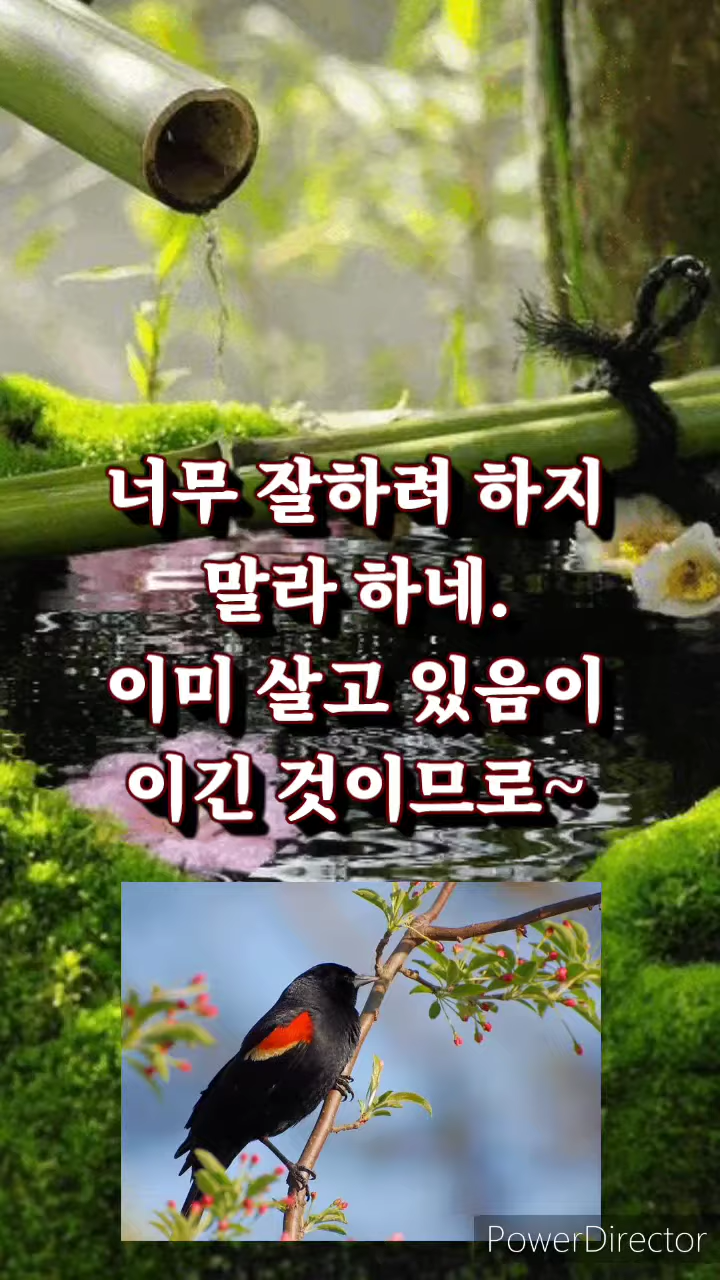 너무 잘하려 하지
말라 하네.
이미 살고 있음이
이긴 것이므로~
PowerDirector